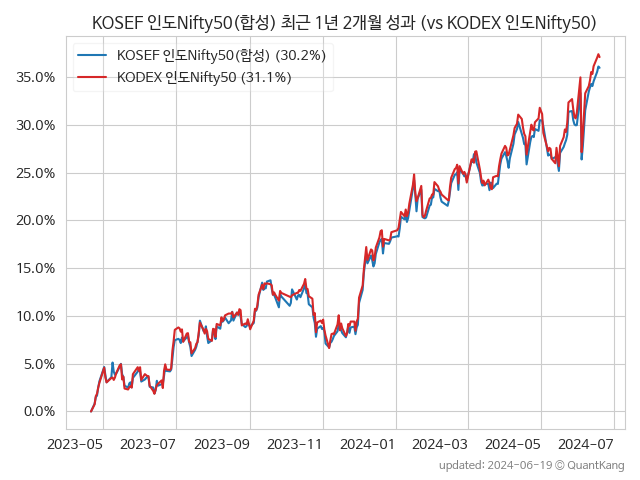 KOSEF 인도Nifty50(합성) 최근 1년 2개월 성과 (vs KODEX 인도Nifty50)
KOSEF 인도Nifty50(합성) (30.2%)
KODEX 인도Nifty50 (31.1%)
35.0%
30.0%
25.0%
20.0%
15.0%
10.0%
5.0%
0.0%
2023-05 2023-07 2023-09 2023-11 2024-01 2024-03 2024-05 2024-07
updated: 2024-06-19 © QuantKang